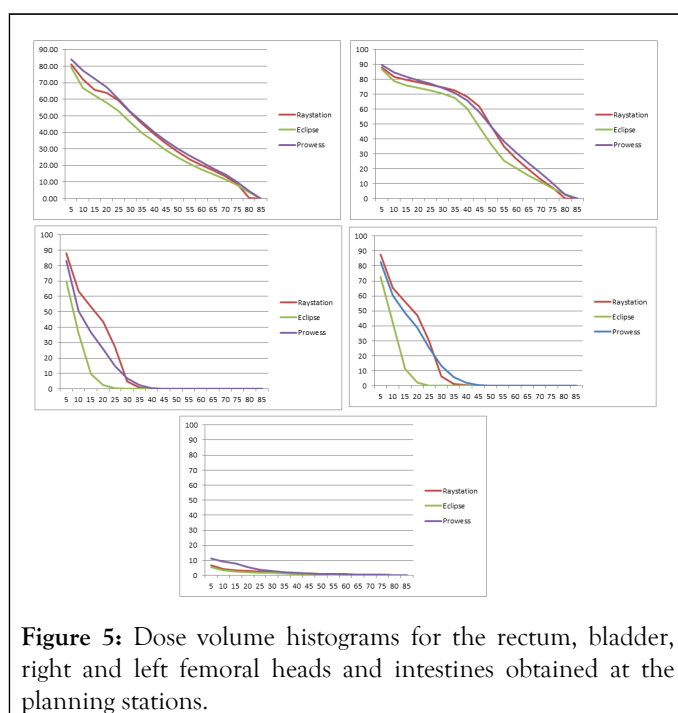 90.00
80.00
70.00
60.00
50.00
40.00
30.00
20.00
10.00
0.00
5 10 15 20 25 30 35 40 45 50 55 60 65 70 75 80 85
Raystation
Eclipse
Prowess
100
90
80
70
60
50
40
30
20
10
0
5 10 15 20 25 30 35 40 45 50 55 60 65 70 75 80 85
Raystation
Eclipse
Prowess
100
90
80
70
60
50
40
30
20
10
0
5 10 15 20 25 30 35 40 45 50 55 60 65 70 75 80 85
Raystation
Eclipse
Prowess
100
90
80
70
60
50
40
30
20
10
0
5 10 15 20 25 30 35 40 45 50 55 60 65 70 75 80 85
Raystation
Eclipse
Prowess
100
90
80
70
60
50
40
30
20
10
0
5 10 15 20 25 30 35 40 45 50 55 60 65 70 75 80 85
Raystation
Eclipse
Prowess
Figure 5: Dose volume histograms for the rectum, bladder,
right and left femoral heads and intestines obtained at the
planning stations.